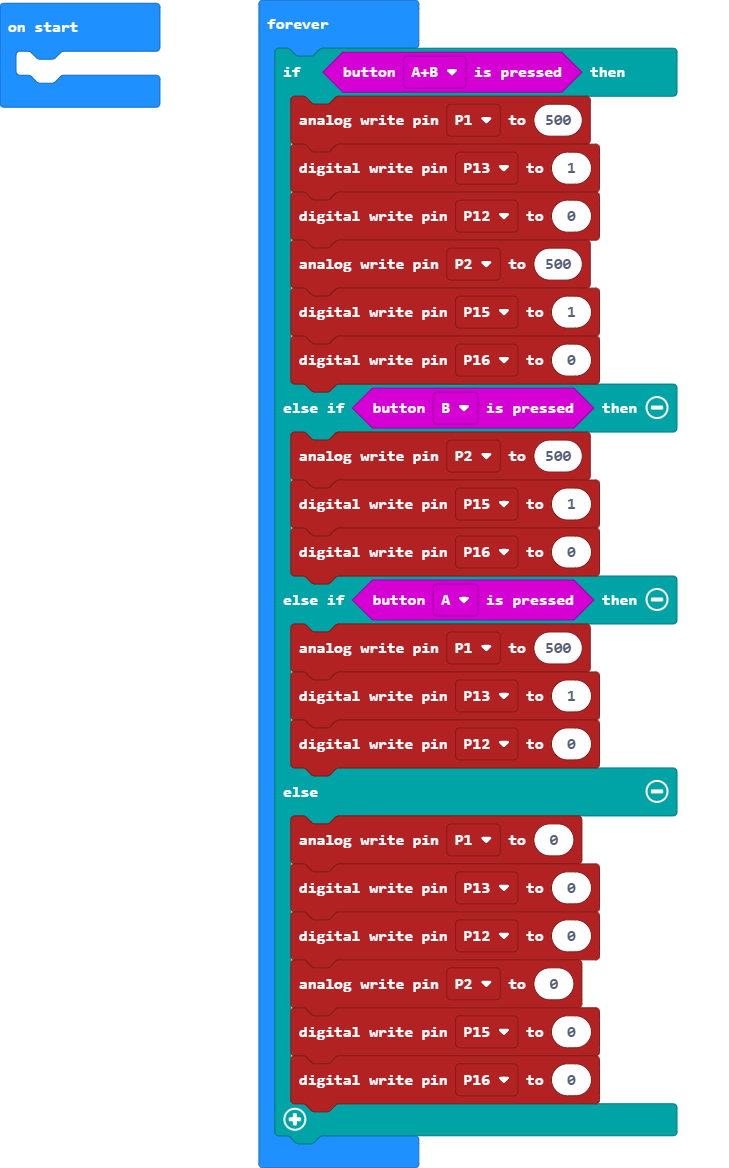 on start
forever
if button A+B is pressed then
analog write pin P1 to 500
digital write pin P13 to 1
digital write pin P12 to 0
analog write pin P2 to 500
digital write pin P15 to 1
digital write pin P16 to 0
else if button B is pressed then
analog write pin P2 to 500
digital write pin P15 to 1
digital write pin P16 to 0
else if button A is pressed then
analog write pin P1 to 500
digital write pin P13 to 1
digital write pin P12 to 0
else
analog write pin P1 to 0
digital write pin P13 to 0
digital write pin P12 to 0
analog write pin P2 to 0
digital write pin P15 to 0
digital write pin P16 to 0